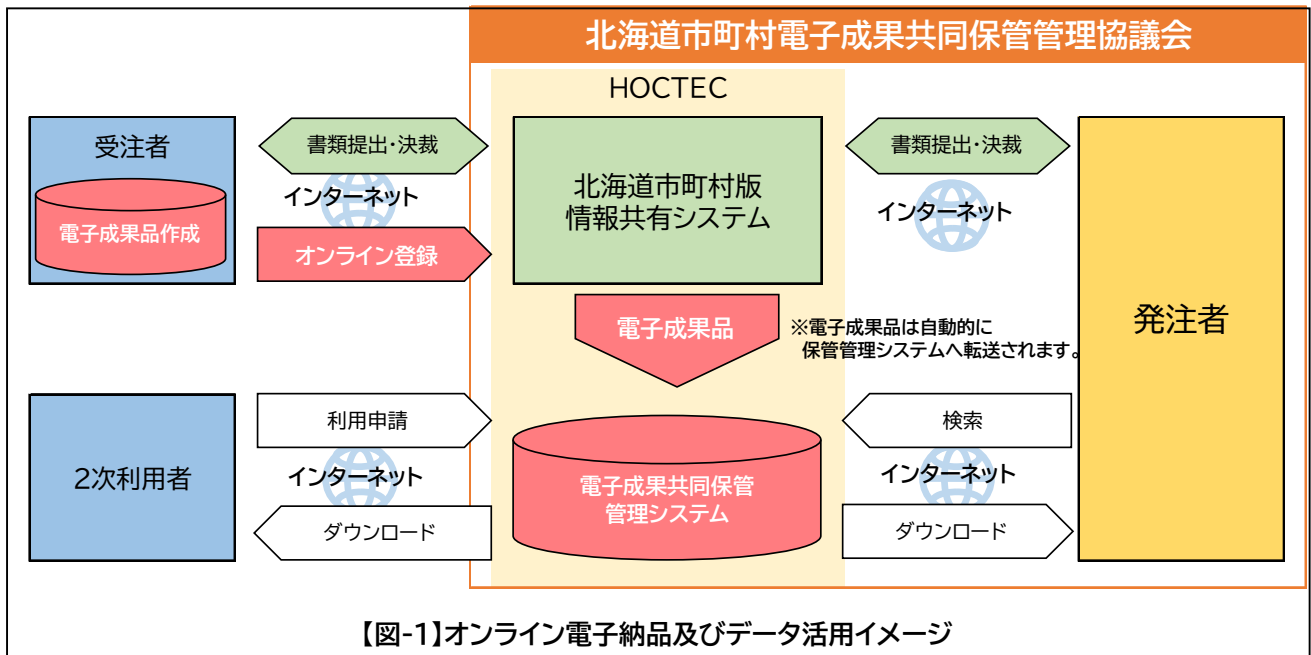 北海道市町村電子成果共同保管管理協議会
HOCTEC
受注者
電子成果品作成
書類提出・決裁
インターネット
オンライン登録
北海道市町村版
情報共有システム
書類提出・決裁
インターネット
発注者
電子成果品
※電子成果品は自動的に
保管管理システムへ転送されます。
2次利用者
利用申請
インターネット
ダウンロード
電子成果共同保管
管理システム
検索
インターネット
ダウンロード
【図-1】オンライン電子納品及びデータ活用イメージ